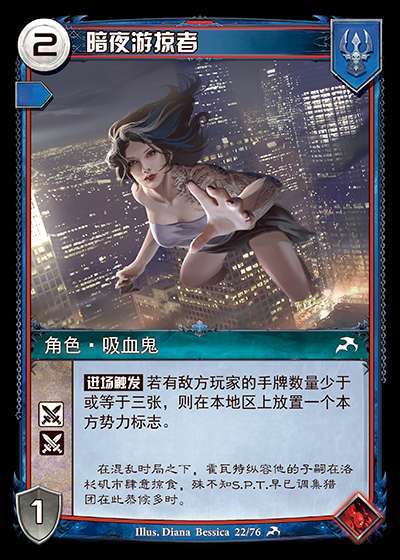 2
暗夜游掠者
角色·吸血鬼
进场触发 若有敌方玩家的手牌数量少于
或等于三张，则在本地区上放置一个本
方势力标志。
在混乱时局之下，霍瓦特纵容他的子嗣在洛
杉矶市肆意掠食，殊不知S.P.T.早已调集猎
团在此恭候多时。
1
Illus. Diana Bessica 22/76